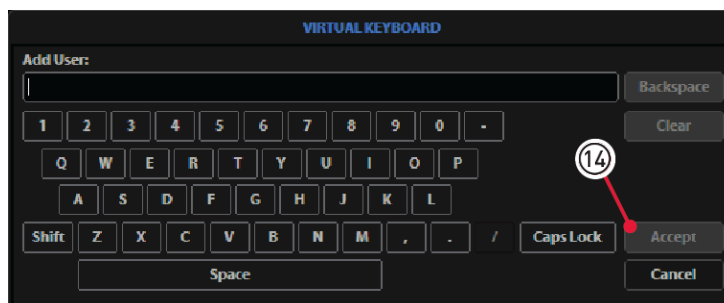 VIRTUAL KEYBOARD
Add User:
Backspace
1 2 3 4 5 6 7 8 9 0 - Clear
Q W E R T Y U I O P 14
A S D F G H J K L
Shift Z X C V B N M , . / Caps Lock Accept
Space Cancel